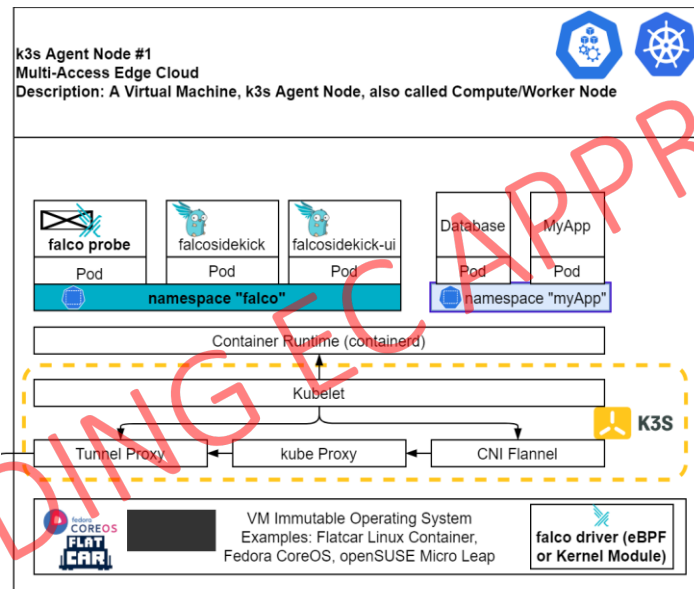 k3s Agent Node #1
Multi-Access Edge Cloud
Description: A Virtual Machine, k3s Agent Node, also called Compute/Worker Node
falco probe
falcosidekick
falcosidekick-ui
Database
MyApp
Pod
Pod
Pod
Pod
Pod
namespace "falco"
namespace "myApp"
Container Runtime (containerd)
Kubelet
K3S
Tunnel Proxy
kube Proxy
CNI Flannel
fedora
COREOS
FLAT
CAR
VM Immutable Operating System
Examples: Flatcar Linux Container,
Fedora CoreOS, openSUSE Micro Leap
falco driver (eBPF
or Kernel Module)
DING EC APPR